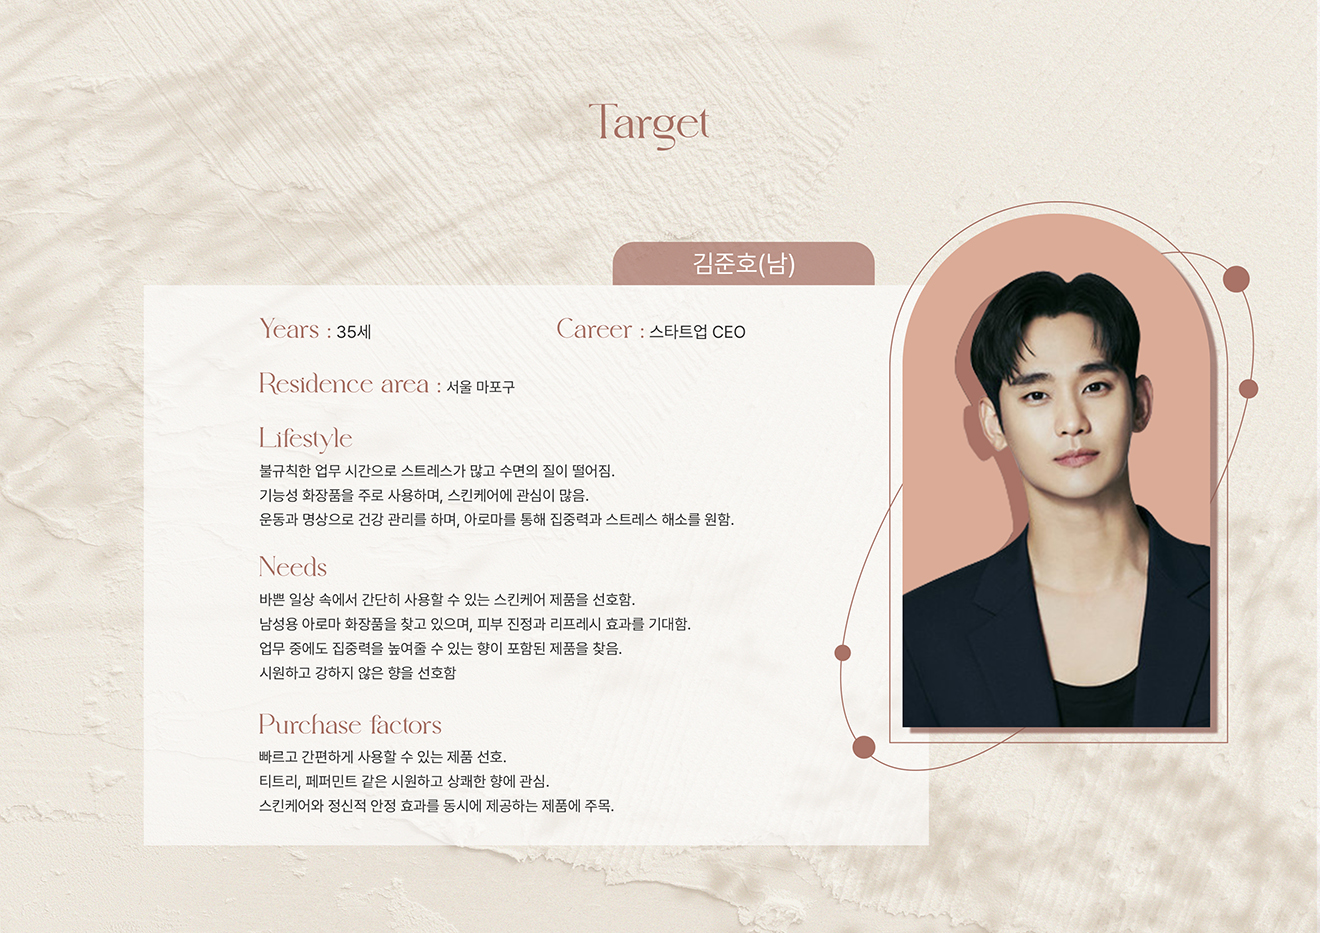 Target
김준호(남)
Years : 35세
Career : 스타트업 CEO
Residence area : 서울 마포구
Lifestyle
불규칙한 업무 시간으로 스트레스가 많고 수면의 질이 떨어짐.
기능성 화장품을 주로 사용하며, 스킨케어에 관심이 많음.
운동과 명상으로 건강 관리를 하며, 아로마를 통해 집중력과 스트레스 해소를 원함.
Needs
바쁜 일상 속에서 간단히 사용할 수 있는 스킨케어 제품을 선호함.
남성용 아로마 화장품을 찾고 있으며, 피부 진정과 리프레시 효과를 기대함.
업무 중에도 집중력을 높여줄 수 있는 향이 포함된 제품을 찾음.
시원하고 강하지 않은 향을 선호함
Purchase factors
빠르고 간편하게 사용할 수 있는 제품 선호.
티트리, 페퍼민트 같은 시원하고 상쾌한 향에 관심.
스킨케어와 정신적 안정 효과를 동시에 제공하는 제품에 주목.